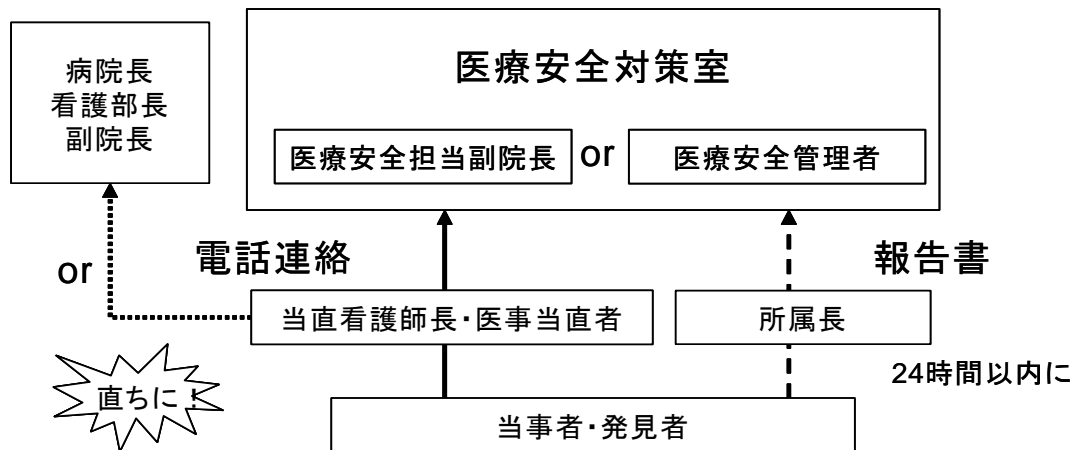 病院長
看護部長
副院長
医療安全対策室
医療安全担当副院長
or
医療安全管理者
or
電話連絡
報告書
当直看護師長・医事当直者
所属長
直ちに！
24時間以内に
当事者・発見者